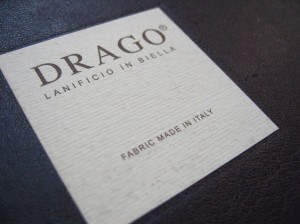 DRAGO®
LANIFICIO IN BIELLA
FABRIC MADE IN ITALY